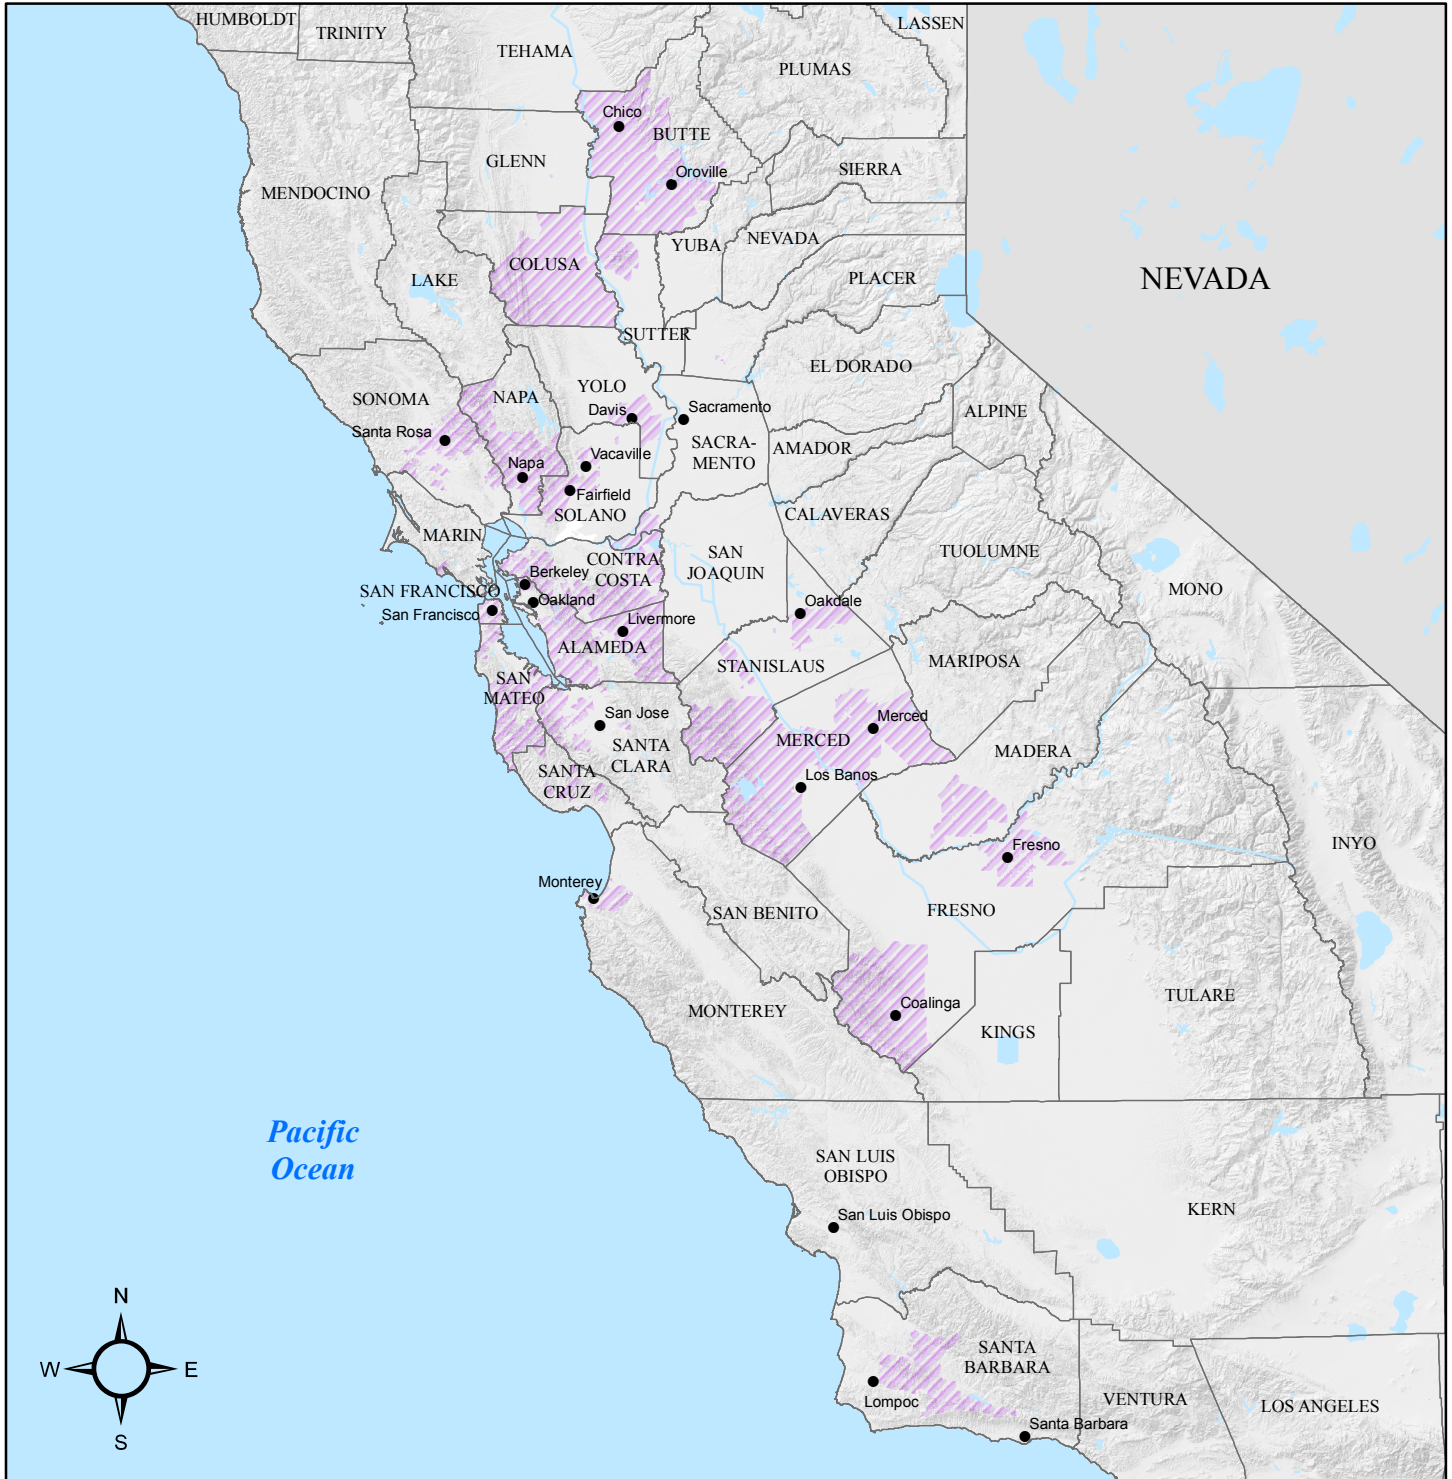 HUMBOLDT
TRINITY
TEHAMA
LASSEN
PLUMAS
Chico
BUTTE
GLENN
Oroville
SIERRA
MENDOCINO
YUBA
NEVADA
COLUSA
LAKE
PLACER
NEVADA
SUTTER
EL DORADO
YOLO
NAPA
SONOMA
Davis
Sacramento
ALPINE
Santa Rosa
SACRA-
MENTO
AMADOR
Vacaville
Napa
Fairfield
SOLANO
CALAVERAS
MARIN
CONTRA
COSTA
SAN
JOAQUIN
TUOLUMNE
Berkeley
MONO
SAN FRANCISCO
Oakland
San Francisco
Oakdale
Livermore
ALAMEDA
STANISLAUS
MARIPOSA
SAN
MATEO
San Jose
Merced
MERCED
SANTA
CLARA
MADERA
SANTA
CRUZ
Los Banos
Fresno
INYO
Monterey
SAN BENITO
FRESNO
TULARE
Coalinga
MONTEREY
KINGS
Pacific
Ocean
SAN LUIS
OBISPO
KERN
San Luis Obispo
N
W
E
S
SANTA
BARBARA
Lompoc
VENTURA
LOS ANGELES
Santa Barbara